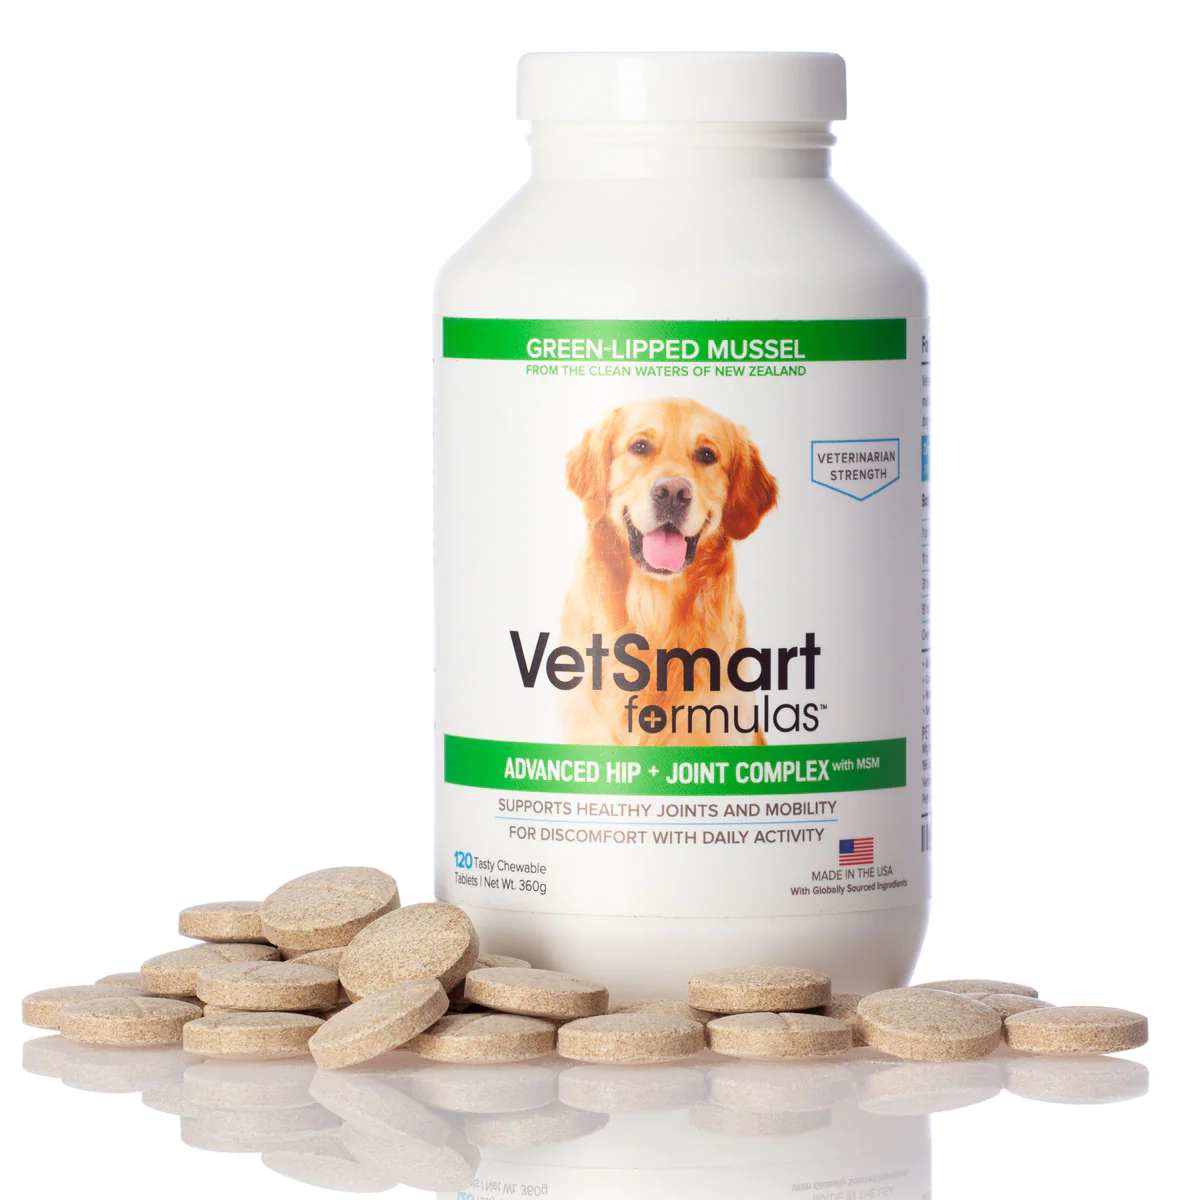 GREEN-LIPPED MUSSEL
FROM THE CLEAN WATERS OF NEW ZEALAND
VETERINARIAN
STRENGTH
VetSmart
formulas™
ADVANCED HIP + JOINT COMPLEX with MSM
SUPPORTS HEALTHY JOINTS AND MOBILITY
FOR DISCOMFORT WITH DAILY ACTIVITY
120 Tasty Chewable
Tablets | Net Wt. 360g
MADE IN THE USA
With Globally Sourced Ingredients